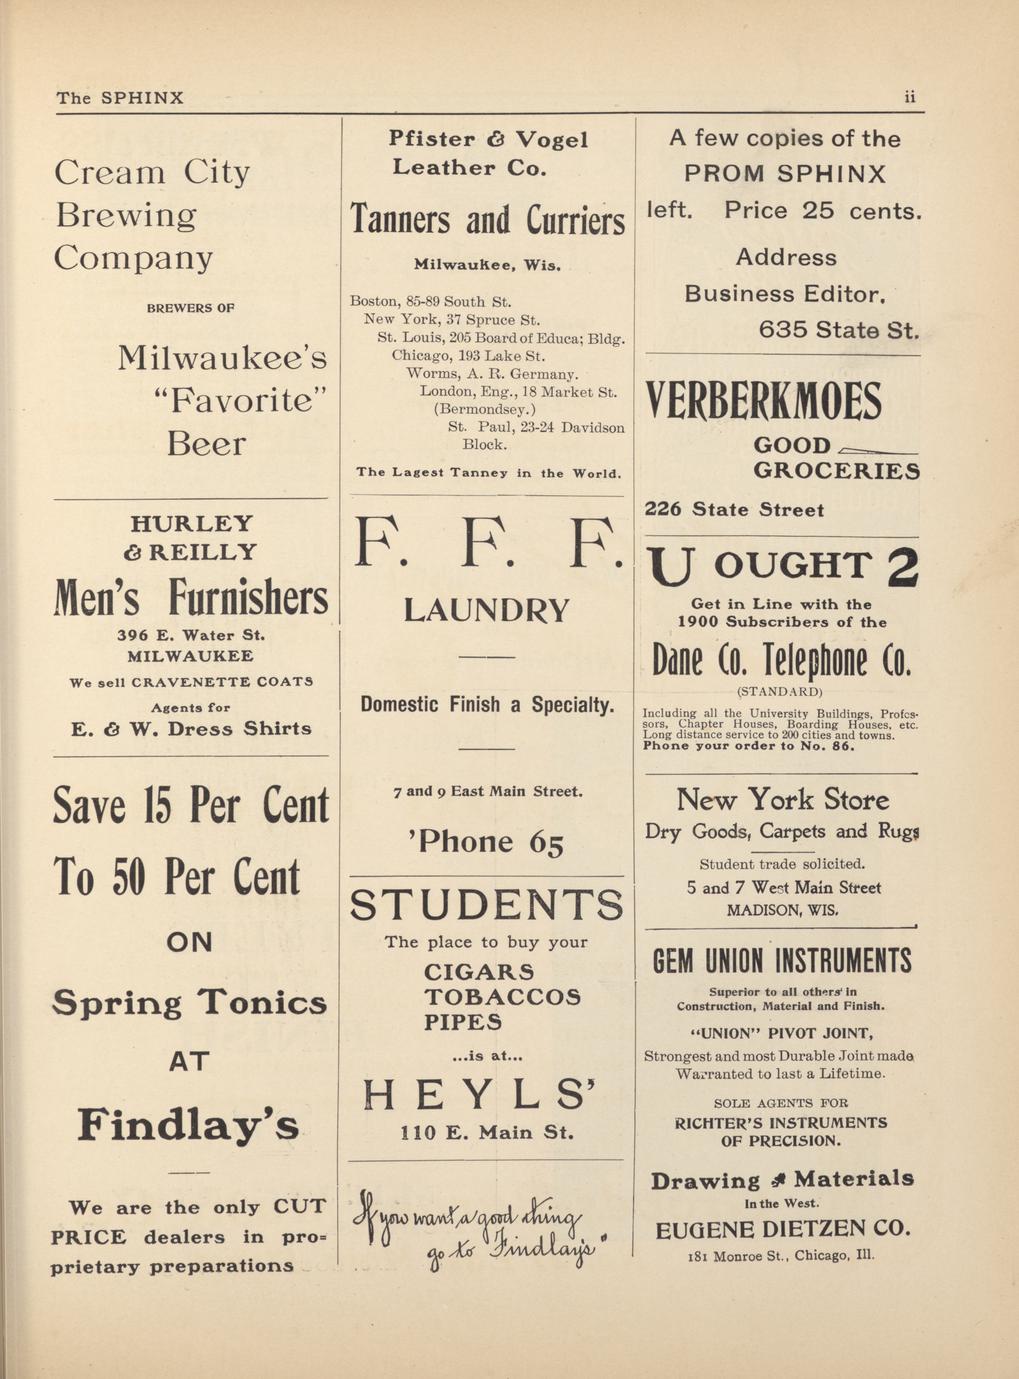 The SPHINX
ii
Cream City
Brewing
Company
BREWERS OF
Milwaukee's
"Favorite"
Beer
HURLEY
& REILLY
Men's Furnishers
396 E. Water St.
MILWAUKEE
We sell CRAVENETTE COATS
Agents for
E. & W. Dress Shirts
Save 15 Per Cent
To 50 Per Cent
ON
Spring Tonics
AT
Findlay's
We are the only CUT
PRICE dealers in pro=
prietary preparations
Pfister & Vogel
Leather Co.
Tanners and Curriers
Milwaukee, Wis.
Boston, 85-89 South St.
New York, 37 Spruce St.
St. Louis, 205 Board of Educa; Bldg.
Chicago, 193 Lake St.
Worms, A. R. Germany.
London, Eng., 18 Market St.
(Bermondsey.)
St. Paul, 23-24 Davidson
Block.
The Lagest Tanney in the World.
F. F. F.
LAUNDRY
Domestic Finish a Specialty.
7 and 9 East Main Street.
'Phone 65
STUDENTS
The place to buy your
CIGARS
TOBACCOS
PIPES
...is at...
HEYLS'
110 E. Main St.
If you want a good thing
go to Findlay's"
A few copies of the
PROM SPHINX
left. Price 25 cents.
Address
Business Editor,
635 State St.
VERBERKMOES
GOOD
GROCERIES
226 State Street
U OUGHT 2
Get in Line with the
1900 Subscribers of the
Dane Co. Telephone Co.
(STANDARD)
Including all the University Buildings, Profes-
sors, Chapter Houses, Boarding Houses, etc.
Long distance service to 200 cities and towns.
Phone your order to No. 86.
New York Store
Dry Goods, Carpets and Rugs
Student trade solicited.
5 and 7 West Main Street
MADISON, WIS.
GEM UNION INSTRUMENTS
Superior to all others in
Construction, Material and Finish.
"UNION" PIVOT JOINT,
Strongest and most Durable Joint made
Warranted to last a Lifetime.
SOLE AGENTS FOR
RICHTER'S INSTRUMENTS
OF PRECISION.
Drawing Materials
In the West.
EUGENE DIETZEN CO.
181 Monroe St., Chicago, Ill.